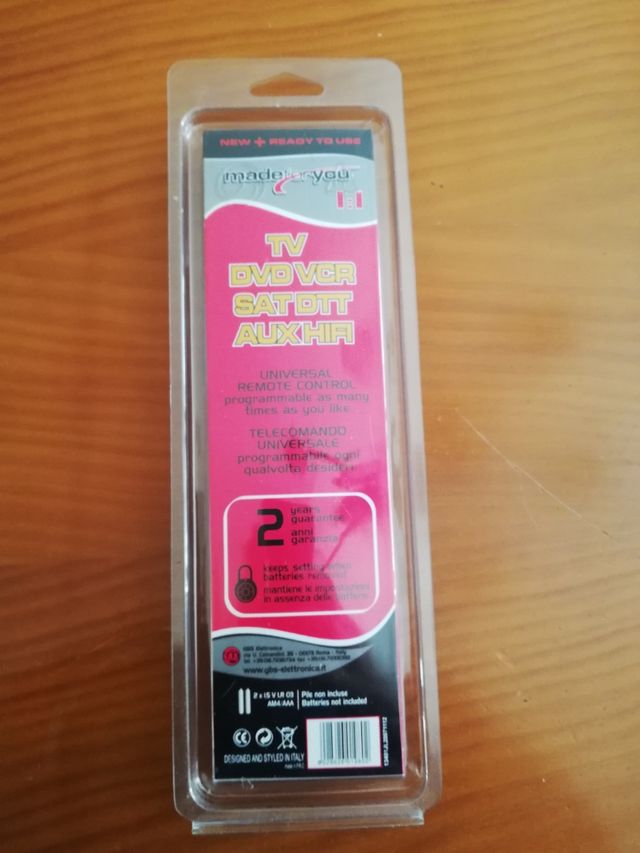 NEW + READY TO USE
madeforyou
TV
DVD VCR
SAT DTT
AUX HIFI
UNIVERSAL
REMOTE CONTROL
programmable as many
times as you like.
TELECOMANDO
UNIVERSALE
programmabile ogni
qualvolta desideri.
2 years
guarantee
anni
garanzia
keeps setting when
batteries removed
mantiene le impostazioni
in assenza delle batterie
GBS Elettronica
Roma - Italy
www.gbs-elettronica.it
2 x 1,5 V LR 03
AM4/AAA
Pile non incluse
Batteries not included
CE
DESIGNED AND STYLED IN ITALY